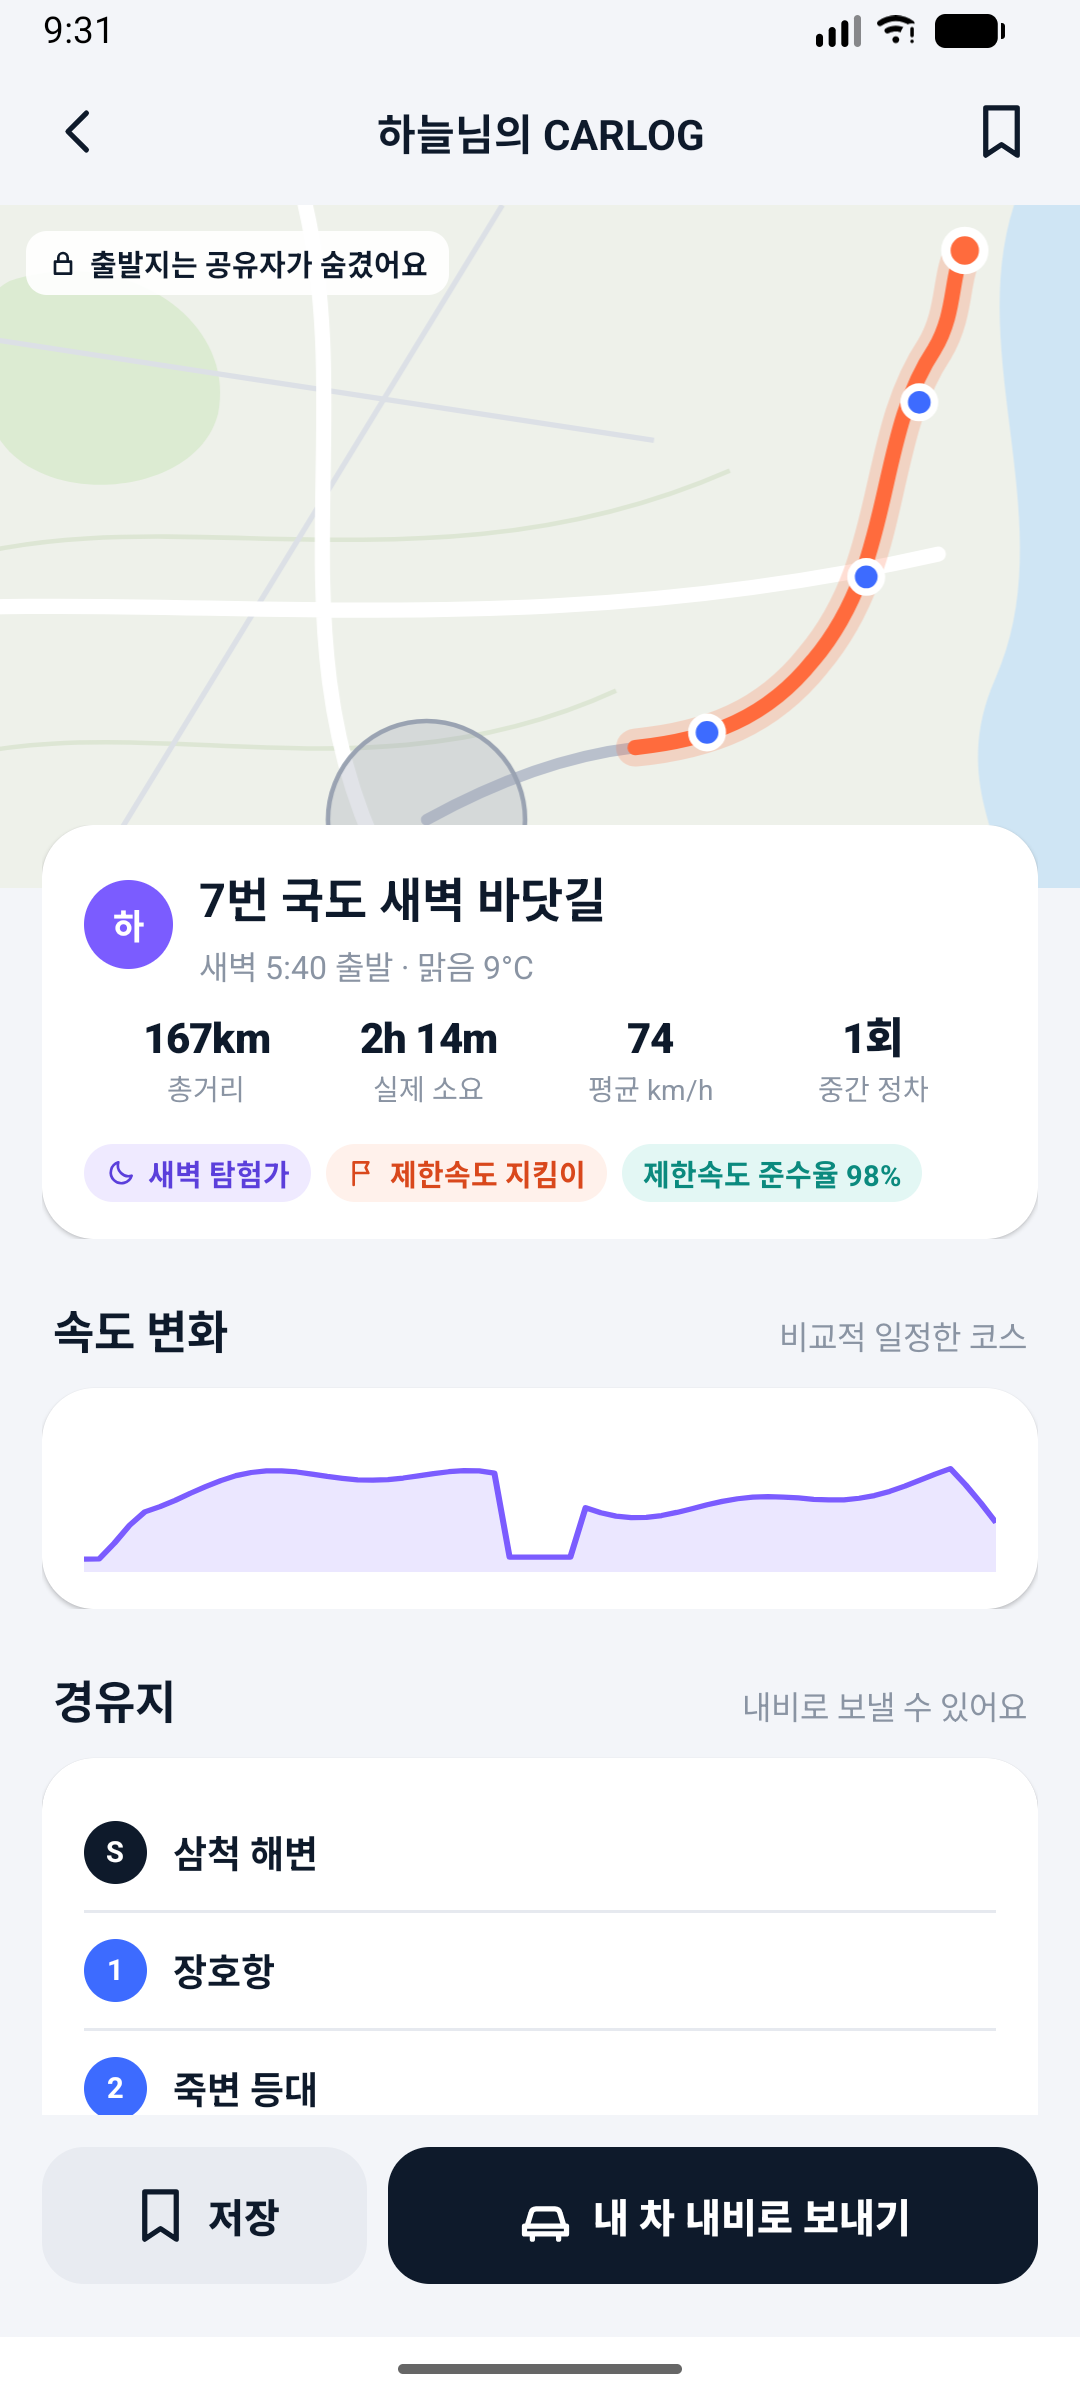 9:31
하늘님의 CARLOG
출발지는 공유자가 숨겼어요
하
7번 국도 새벽 바닷길
새벽 5:40 출발 · 맑음 9°C
167km 2h 14m 74 1회
총거리 실제 소요 평균 km/h 중간 정차
새벽 탐험가 제한속도 지킴이 제한속도 준수율 98%
속도 변화 비교적 일정한 코스
경유지 내비로 보낼 수 있어요
S 삼척 해변
1 장호항
2 죽변 등대
저장 내 차 내비로 보내기